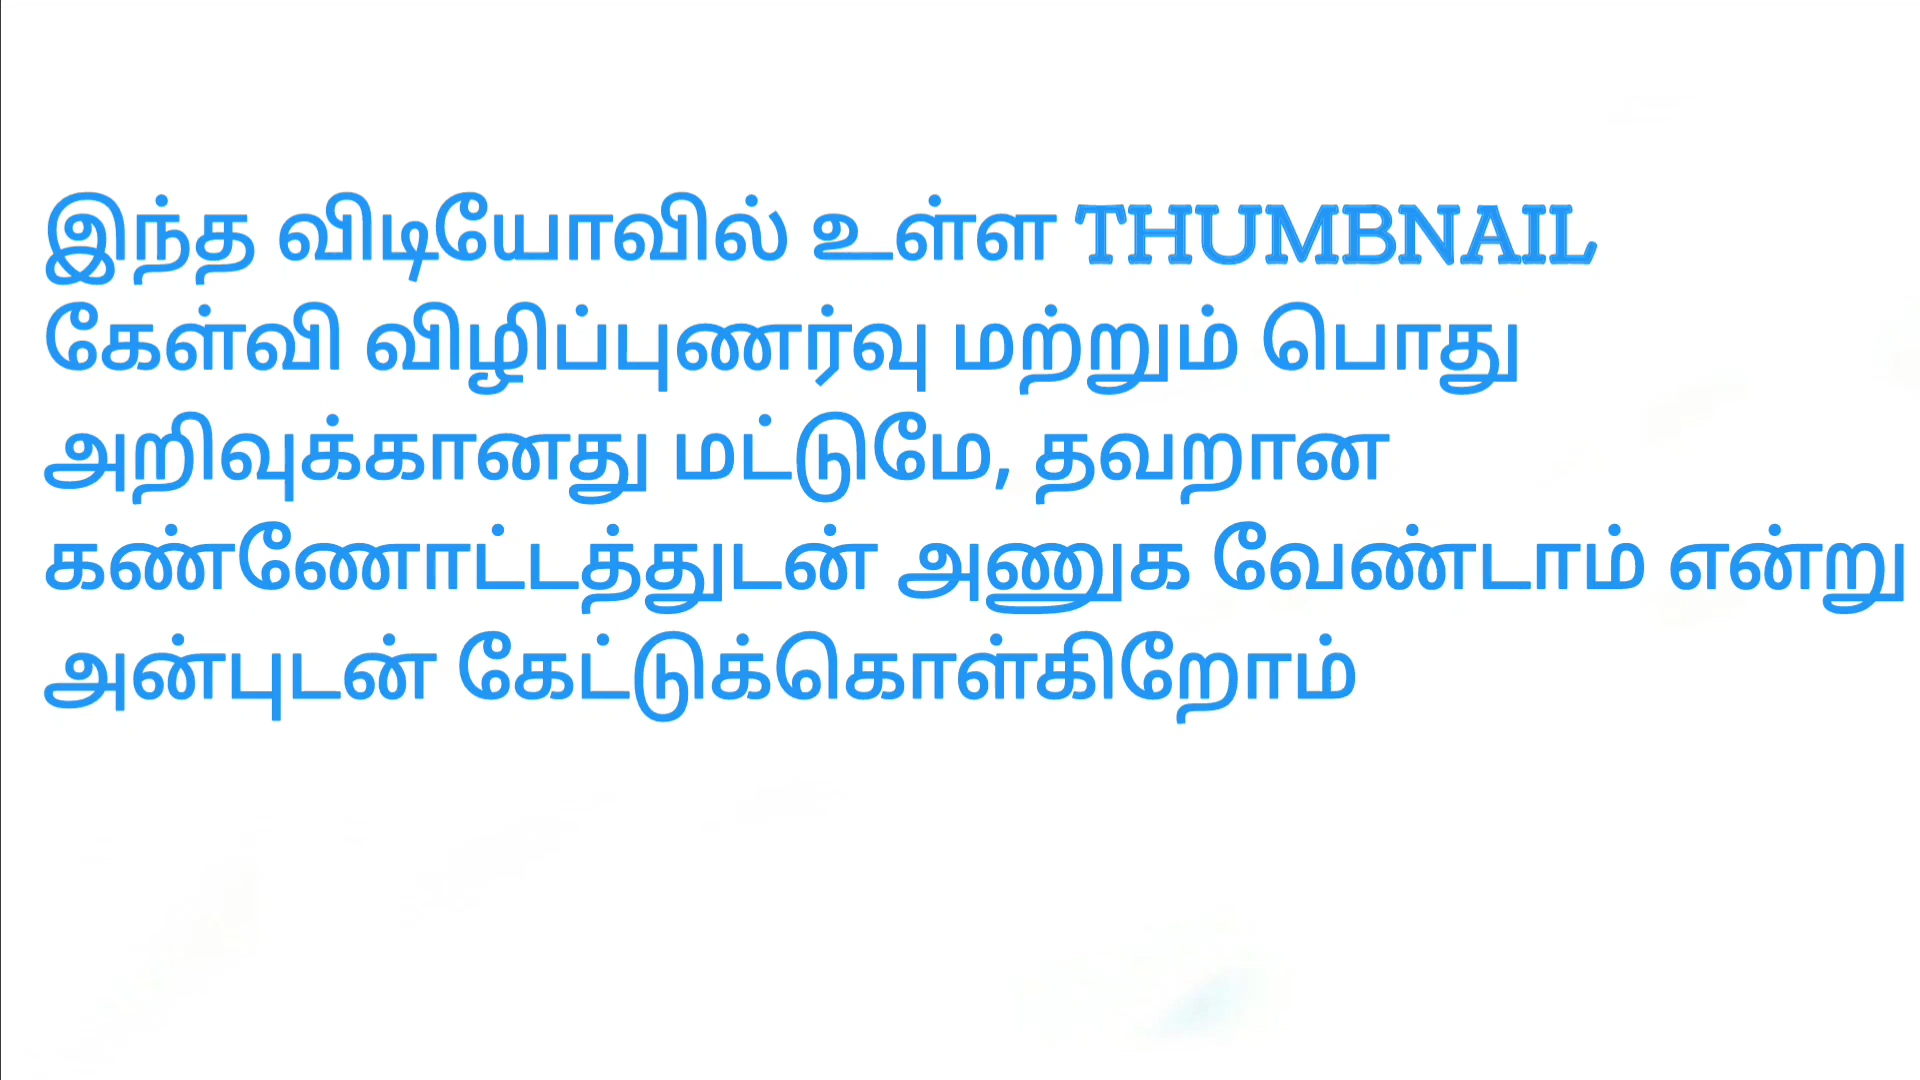 இந்த விடியோவில் உள்ள THUMBNAIL
கேள்வி விழிப்புணர்வு மற்றும் பொது
அறிவுக்கானது மட்டுமே, தவறான
கண்ணோட்டத்துடன் அணுக வேண்டாம் என்று
அன்புடன் கேட்டுக்கொள்கிறோம்